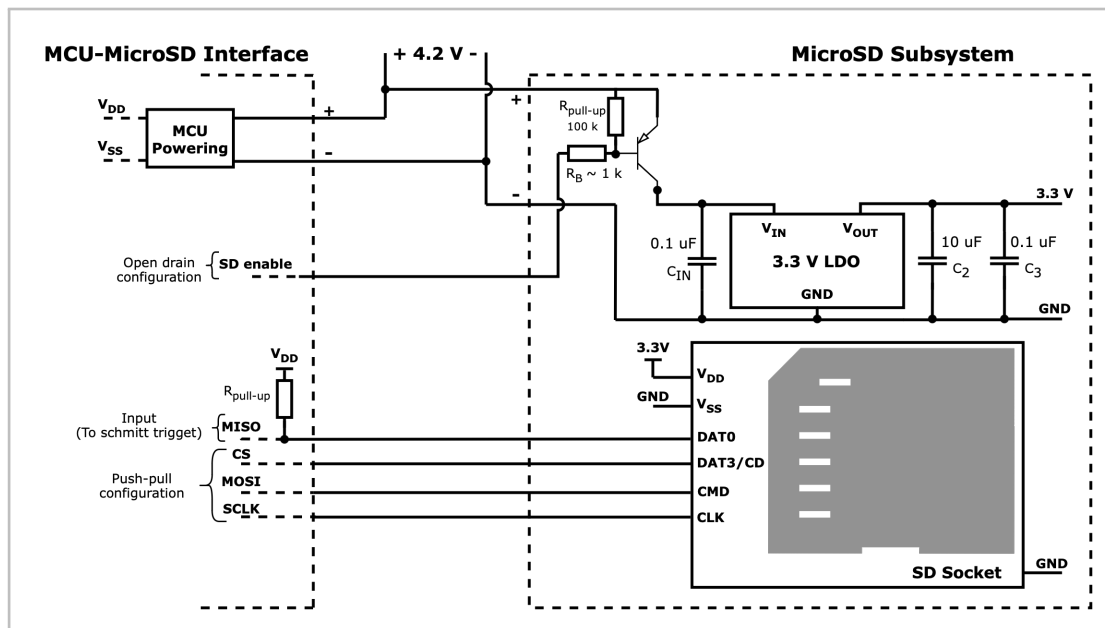 MCU-MicroSD Interface
+ 4.2 V -
MicroSD Subsystem
VDD
VSS
MCU
Powering
+
-
+
-
Rpull-up
100 k
RB ~ 1 k
Open drain
configuration
SD enable
0.1 uF
CIN
VIN
VOUT
3.3 V LDO
GND
10 uF
C2
0.1 uF
C3
3.3 V
GND
VDD
Rpull-up
Input
(To schmitt trigget)
MISO
CS
Push-pull
configuration
MOSI
SCLK
3.3V
GND
VDD
VSS
DAT0
DAT3/CD
CMD
CLK
SD Socket
GND